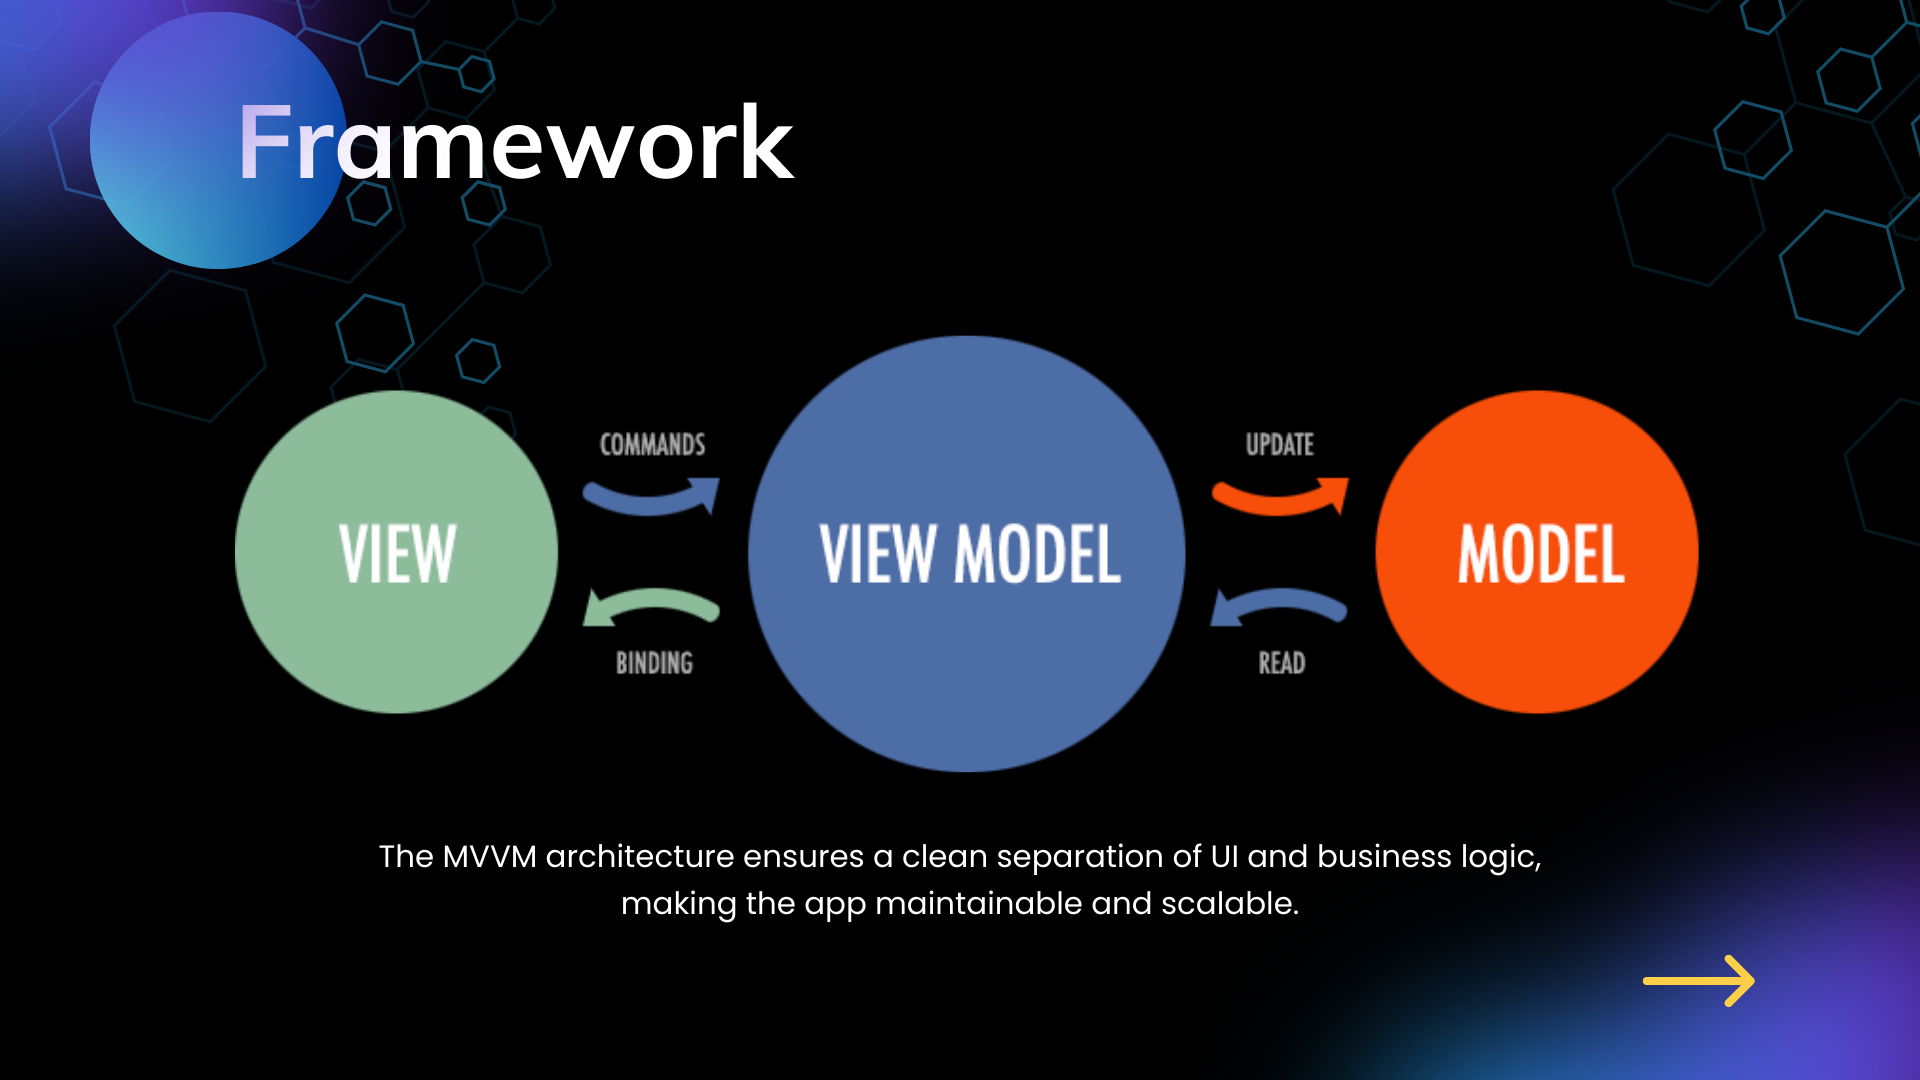 Framework
COMMANDS
UPDATE
VIEW
VIEW MODEL
MODEL
BINDING
READ
The MVVM architecture ensures a clean separation of UI and business logic,
making the app maintainable and scalable.